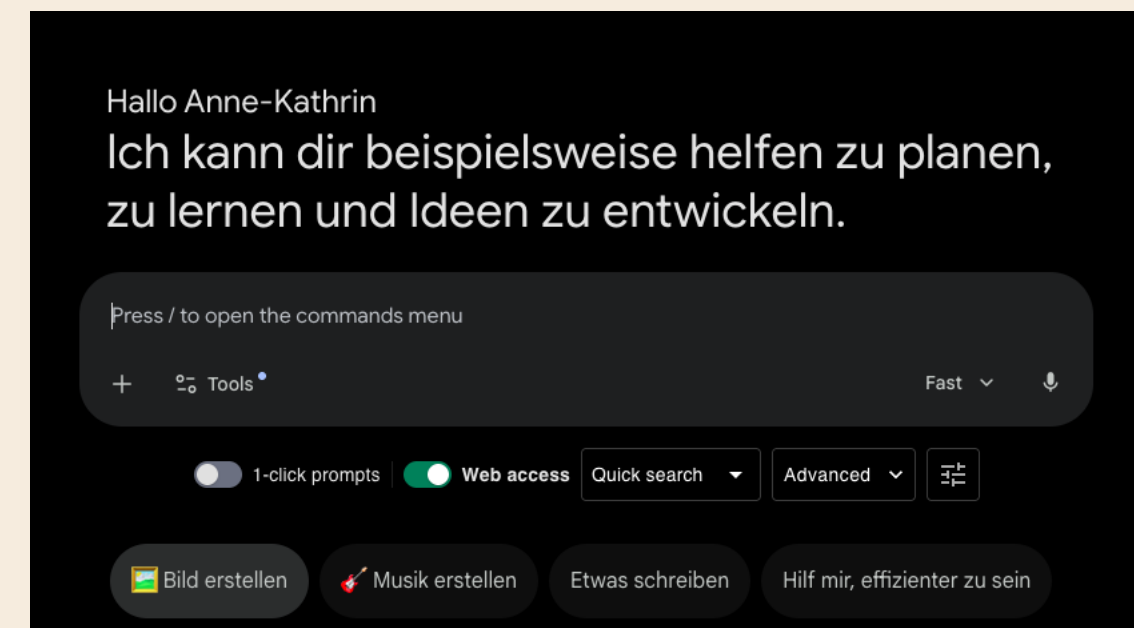 Hallo Anne-Kathrin
Ich kann dir beispielsweise helfen zu planen,
zu lernen und Ideen zu entwickeln.
Press / to open the commands menu
Tools
Fast
1-click prompts
Web access
Quick search
Advanced
Bild erstellen
Musik erstellen
Etwas schreiben
Hilf mir, effizienter zu sein